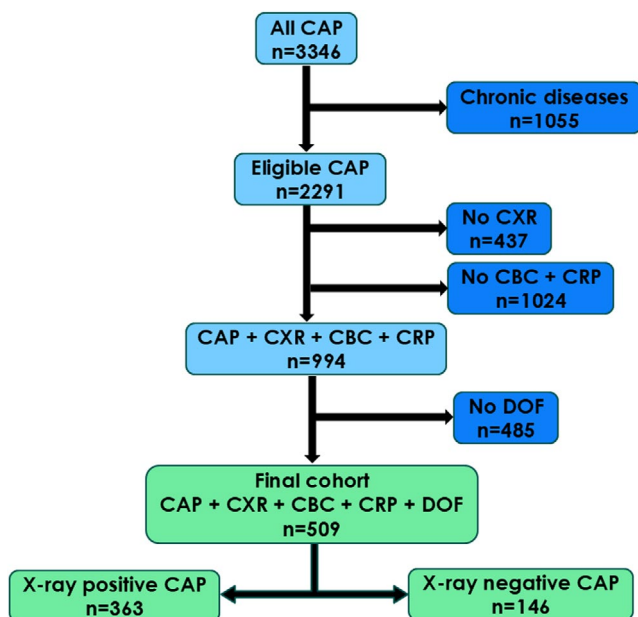 All CAP
n=3346
Chronic diseases
n=1055
Eligible CAP
n=2291
No CXR
n=437
No CBC + CRP
n=1024
CAP + CXR + CBC + CRP
n=994
No DOF
n=485
Final cohort
CAP + CXR + CBC + CRP + DOF
n=509
X-ray positive CAP
n=363
X-ray negative CAP
n=146